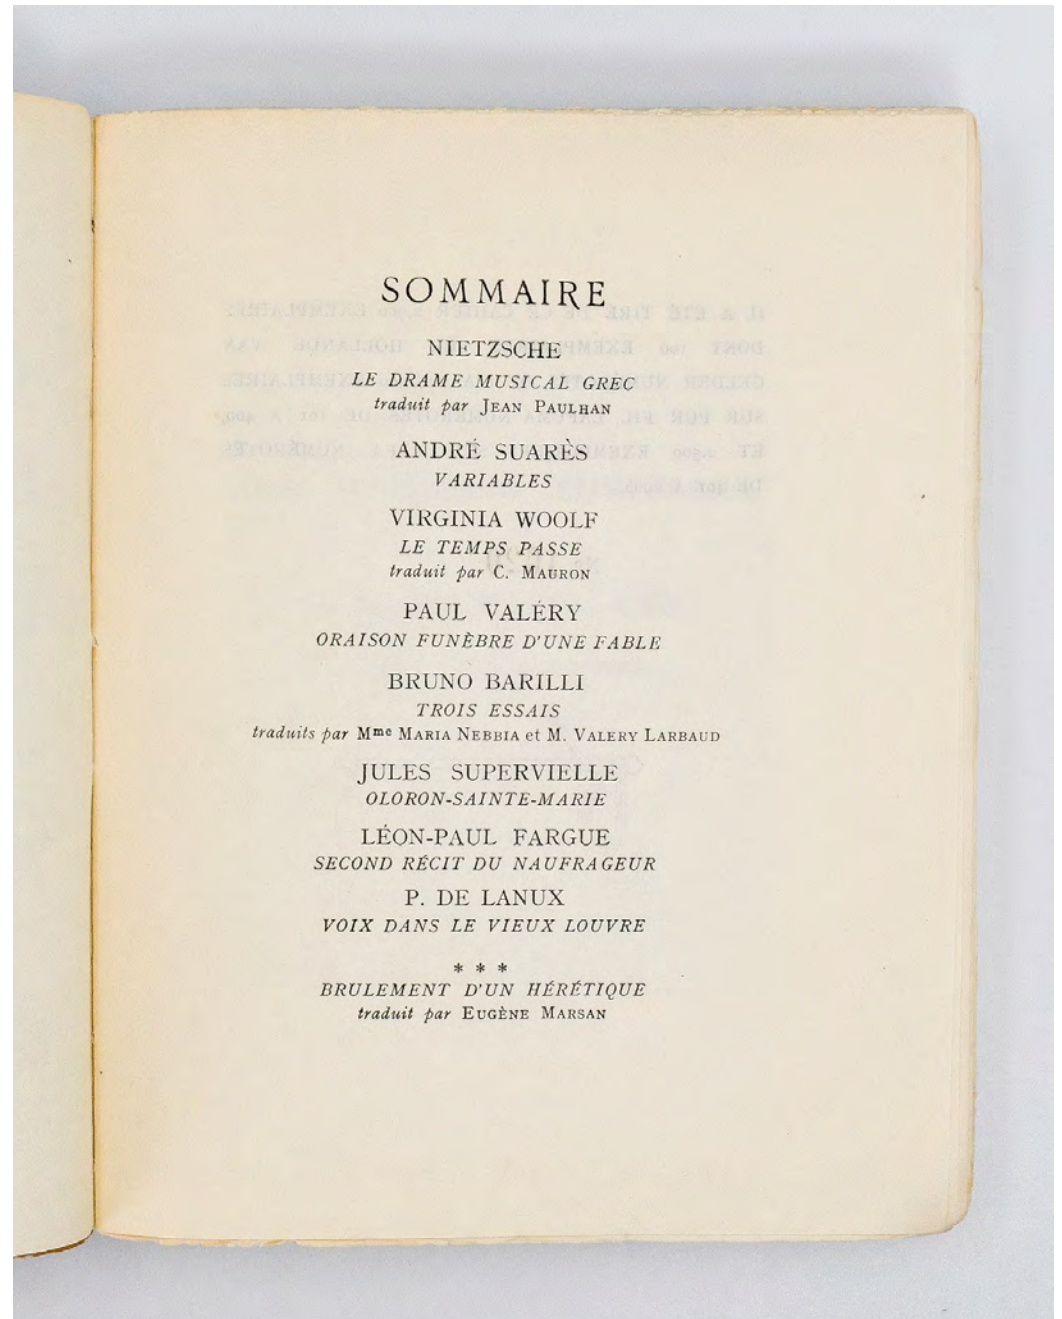 SOMMAIRE
NIETZSCHE
LE DRAME MUSICAL GREC
traduit par JEAN PAULHAN
ANDRÉ SUARÈS
VARIABLES
VIRGINIA WOOLF
LE TEMPS PASSE
traduit par C. MAURON
PAUL VALÉRY
ORAISON FUNÈBRE D'UNE FABLE
BRUNO BARILLI
TROIS ESSAIS
traduits par Mme MARIA NEBBIA et M. VALERY LARBAUD
JULES SUPERVIELLE
OLORON-SAINTE-MARIE
LÉON-PAUL FARGUE
SECOND RÉCIT DU NAUFRAGEUR
P. DE LANUX
VOIX DANS LE VIEUX LOUVRE
* * *
BRULEMENT D'UN HÉRÉTIQUE
traduit par EUGÈNE MARSAN